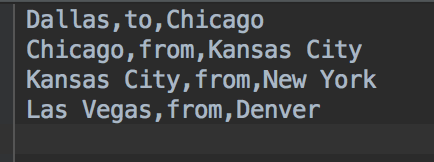 Dallas,to,Chicago
Chicago,from,Kansas City
Kansas City,from,New York
Las Vegas,from,Denver